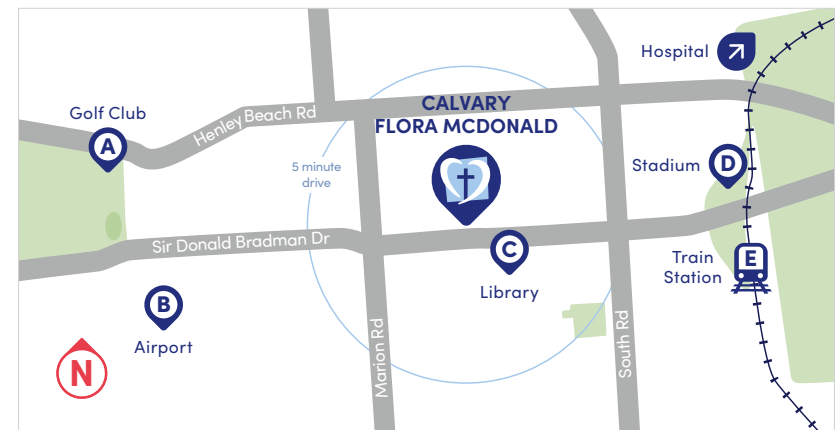 Hospital
CALVARY
FLORA MCDONALD
Golf Club
A
Henley Beach Rd
5 minute
drive
Stadium
D
Sir Donald Bradman Dr
C
Library
Train
Station
E
B
Airport
N
Marion Rd
South Rd